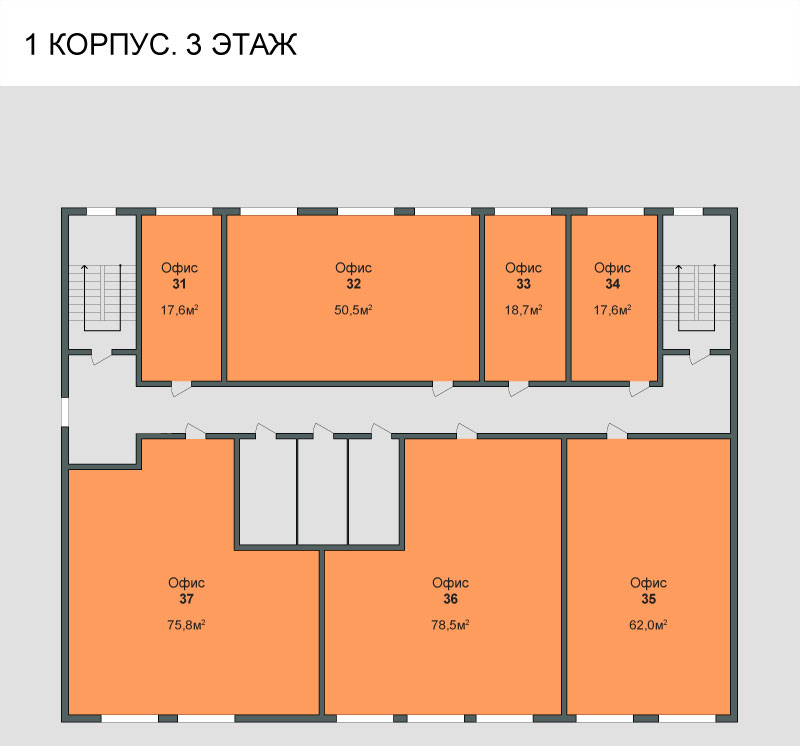 1 КОРПУС. 3 ЭТАЖ
Офис
31
17,6м²
Офис
32
50,5м²
Офис
33
18,7м²
Офис
34
17,6м²
Офис
37
75,8м²
Офис
36
78,5м²
Офис
35
62,0м²